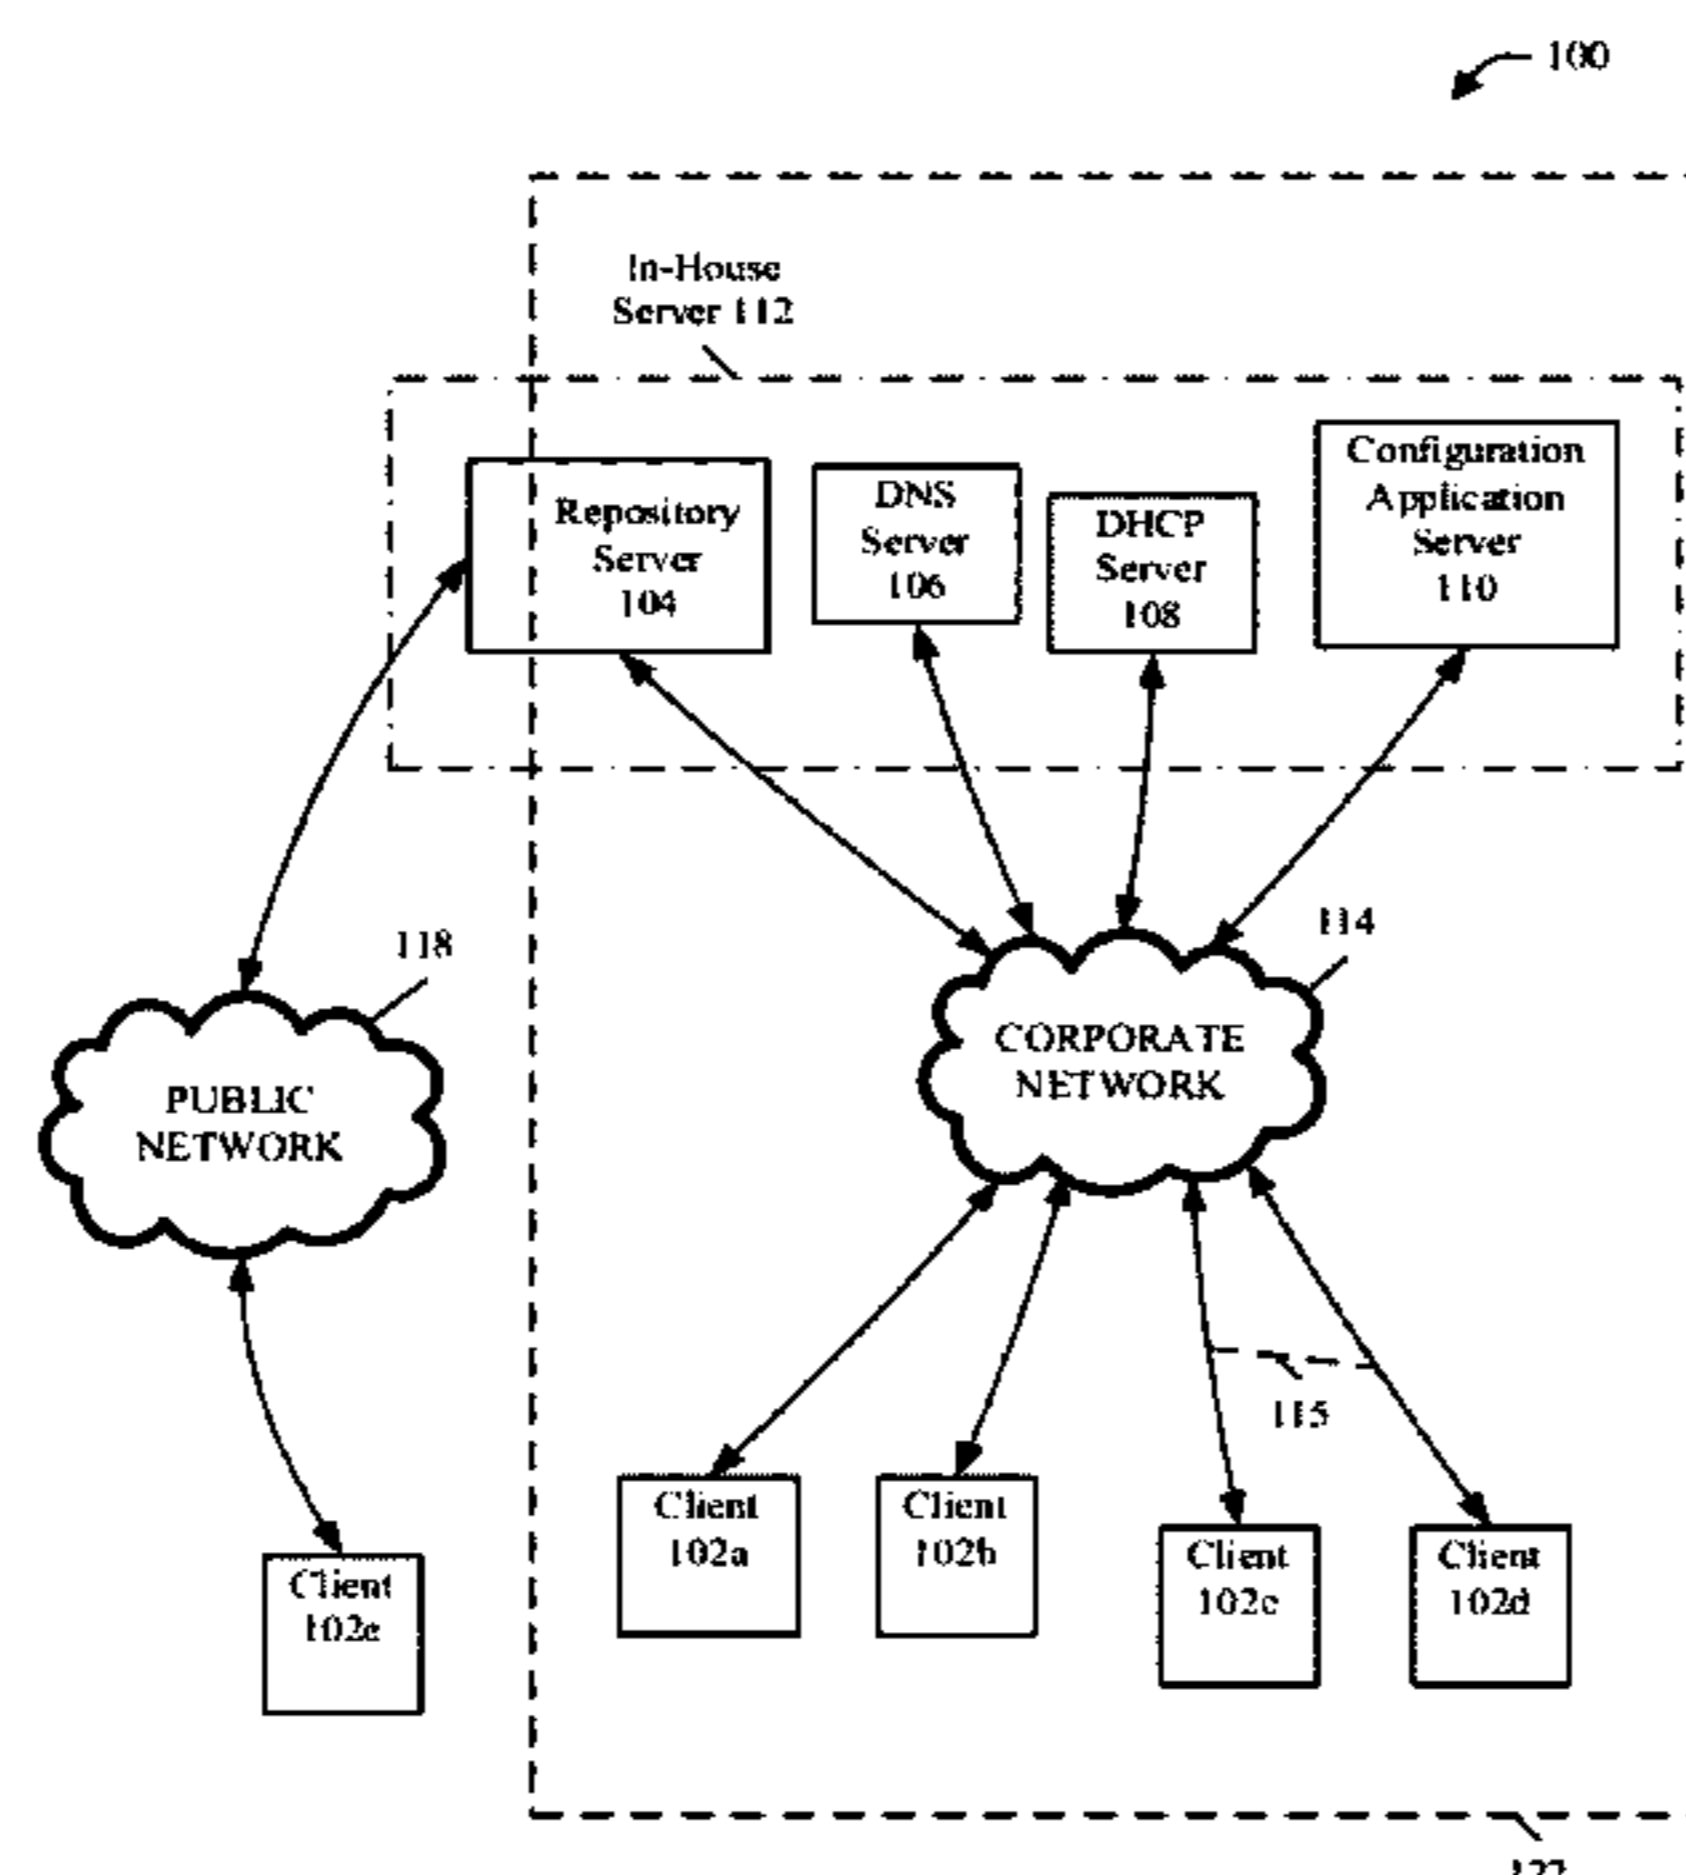 100
In-House
Server 112
Repository
Server
104
DNS
Server
106
DHCP
Server
108
Configuration
Application
Server
110
118
114
PUBLIC
NETWORK
CORPORATE
NETWORK
115
Client
102a
Client
102b
Client
102c
Client
102d
Client
102e